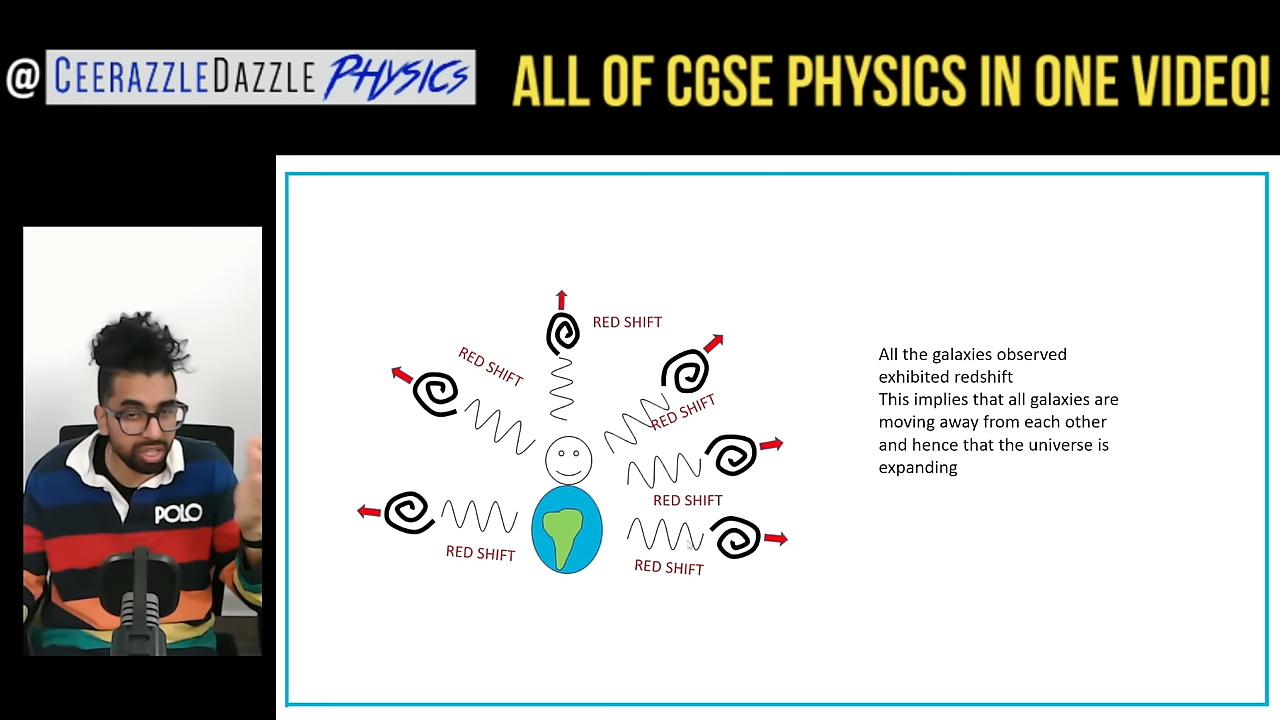 @ CEERAZZLEDAZZLE PHYSICS
ALL OF CGSE PHYSICS IN ONE VIDEO!
RED SHIFT
RED SHIFT
RED SHIFT
RED SHIFT
RED SHIFT
RED SHIFT
All the galaxies observed
exhibited redshift
This implies that all galaxies are
moving away from each other
and hence that the universe is
expanding
POLO